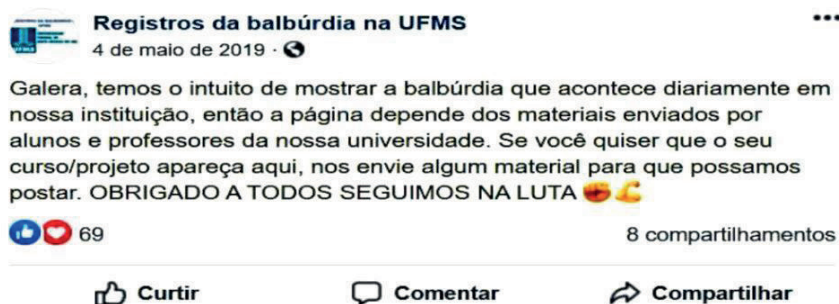 Registros da balbúrdia na UFMS
4 de maio de 2019 ·
Galera, temos o intuito de mostrar a balbúrdia que acontece diariamente em
nossa instituição, então a página depende dos materiais enviados por
alunos e professores da nossa universidade. Se você quiser que o seu
curso/projeto apareça aqui, nos envie algum material para que possamos
postar. OBRIGADO A TODOS SEGUIMOS NA LUTA ✊💪
69 8 compartilhamentos
Curtir Comentar Compartilhar